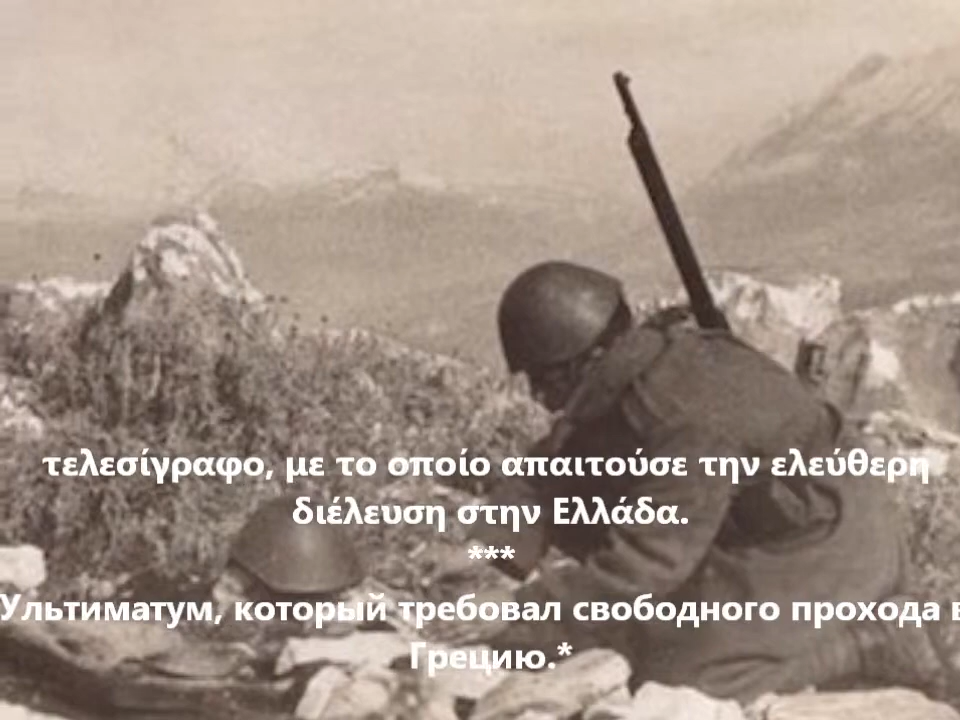 τελεσίγραφο, με το οποίο απαιτούσε την ελεύθερη
διέλευση στην Ελλάδα.
***
Ультиматум, который требовал свободного прохода в
Грецию.*